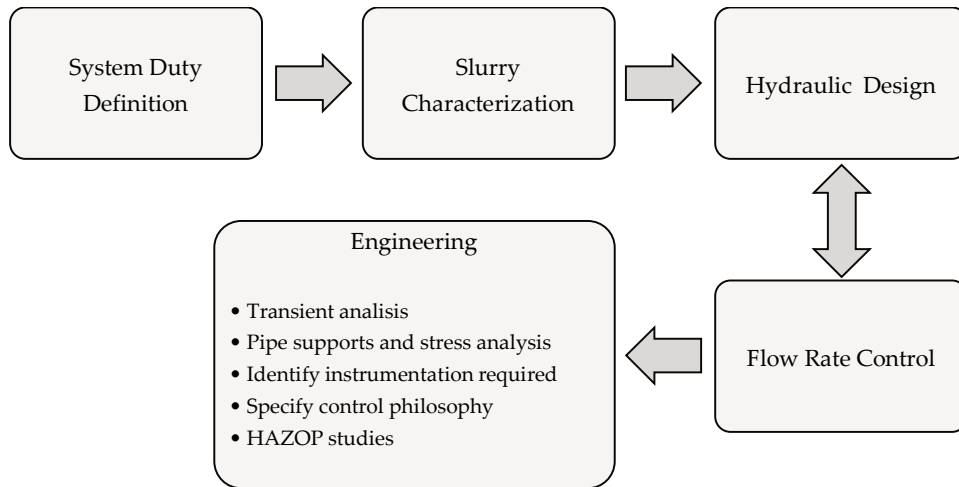 System Duty
Definition
Slurry
Characterization
Hydraulic Design
Engineering
• Transient analisis
• Pipe supports and stress analysis
• Identify instrumentation required
• Specify control philosophy
• HAZOP studies
Flow Rate Control